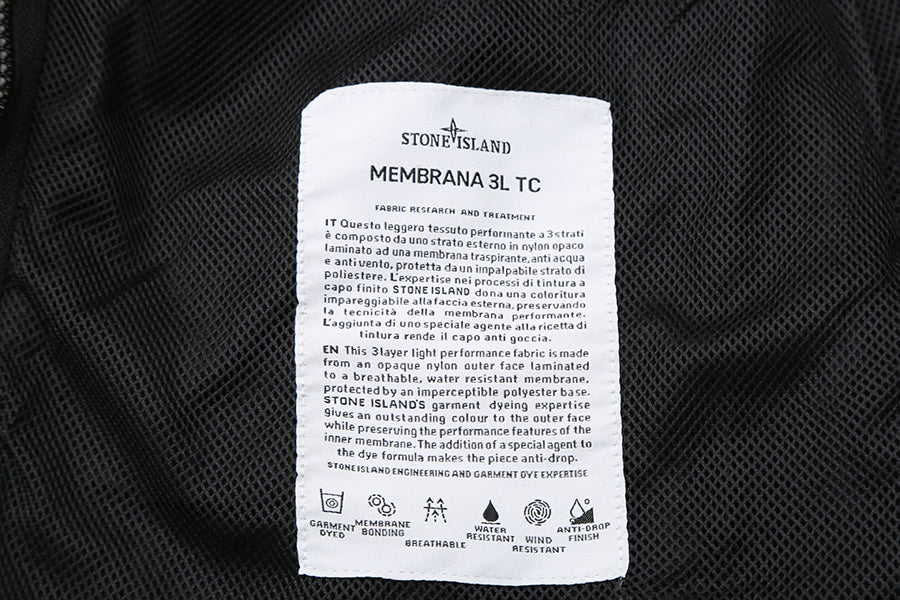 STONE ISLAND
MEMBRANA 3L TC
FABRIC RESEARCH AND TREATMENT
IT Questo leggero tessuto performante a 3 strati
è composto da uno strato esterno in nylon opaco
laminato ad una membrana traspirante, anti acqua
e anti vento, protetta da un impalpabile strato di
poliestere. L'expertise nei processi di tintura a
capo finito STONE ISLAND dona una coloritura
impareggiabile alla faccia esterna, preservando
la tecnicità della membrana performante.
L'aggiunta di uno speciale agente alla ricetta di
tintura rende il capo anti goccia.
EN This 3 layer light performance fabric is made
from an opaque nylon outer face laminated
to a breathable, water resistant membrane,
protected by an imperceptible polyester base.
STONE ISLAND'S garment dyeing expertise
gives an outstanding colour to the outer face
while preserving the performance features of the
inner membrane. The addition of a special agent to
the dye formula makes the piece anti-drop.
STONE ISLAND ENGINEERING AND GARMENT DYE EXPERTISE
GARMENT
DYED
MEMBRANE
BONDING
BREATHABLE
WATER
RESISTANT
WIND
RESISTANT
ANTI-DROP
FINISH